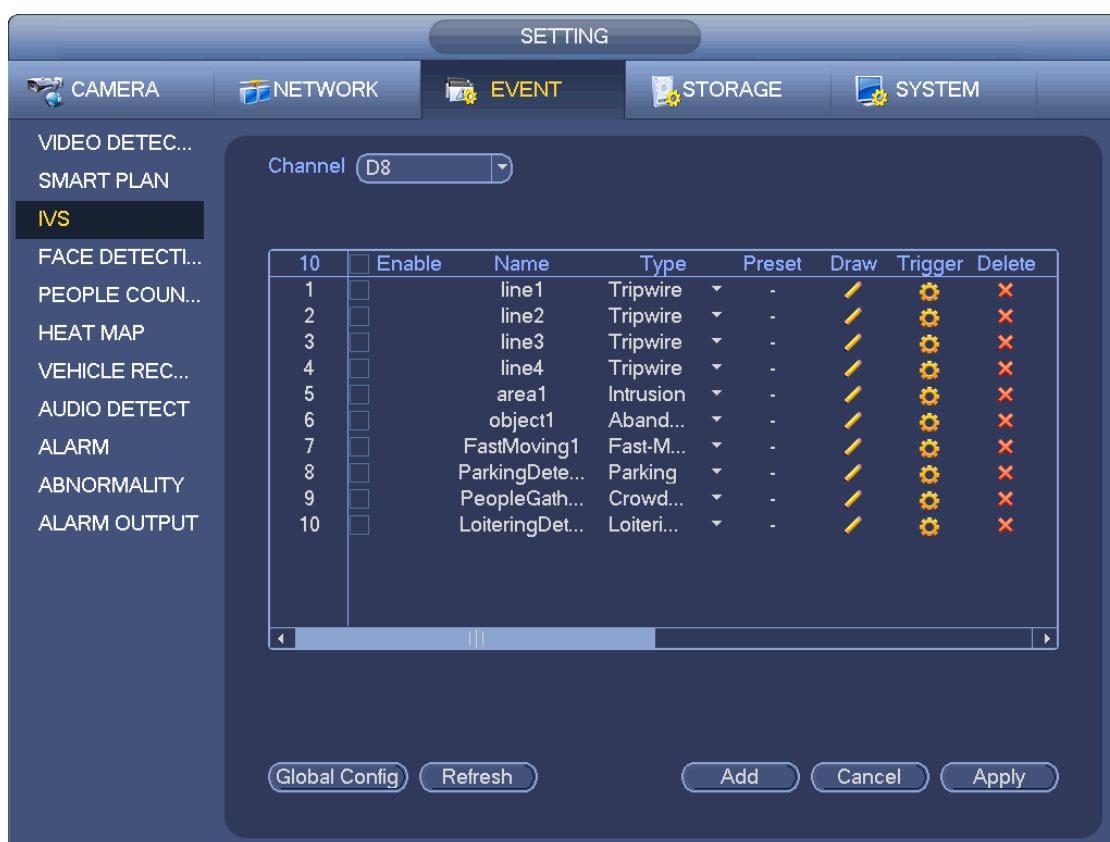 SETTING
CAMERA NETWORK EVENT STORAGE SYSTEM
VIDEO DETEC...
SMART PLAN
IVS
FACE DETECTI...
PEOPLE COUN...
HEAT MAP
VEHICLE REC...
AUDIO DETECT
ALARM
ABNORMALITY
ALARM OUTPUT
Channel D8
10 Enable Name Type Preset Draw Trigger Delete
1 line1 Tripwire -
2 line2 Tripwire -
3 line3 Tripwire -
4 line4 Tripwire -
5 area1 Intrusion -
6 object1 Aband... -
7 FastMoving1 Fast-M... -
8 ParkingDete... Parking -
9 PeopleGath... Crowd... -
10 LoiteringDet... Loiteri... -
Global Config Refresh Add Cancel Apply